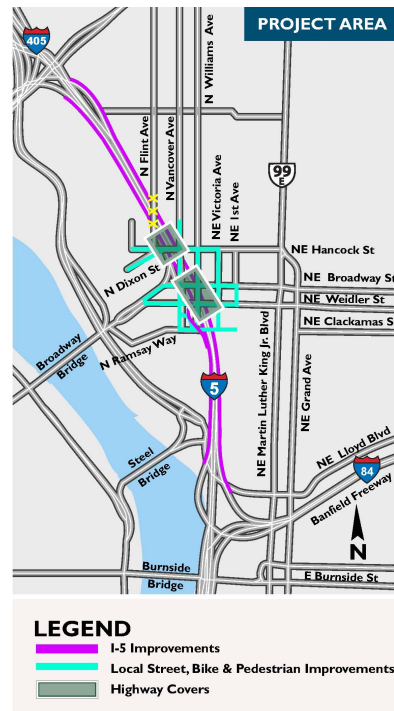 PROJECT AREA
405
N Williams Ave
N Flint Ave
N Vancover Ave
NE Victoria Ave
NE 1st Ave
99
E
NE Hancock St
N Dixon St
NE Broadway St
NE Weidler St
NE Clackamas S
Broadway
Bridge
N Ramsay Way
NE Martin Luther King Jr. Blvd
NE Grand Ave
5
Steel
Bridge
NE Lloyd Blvd
84
Banfield Freeway
N
Burnside
Bridge
E Burnside St
LEGEND
I-5 Improvements
Local Street, Bike & Pedestrian Improvements
Highway Covers